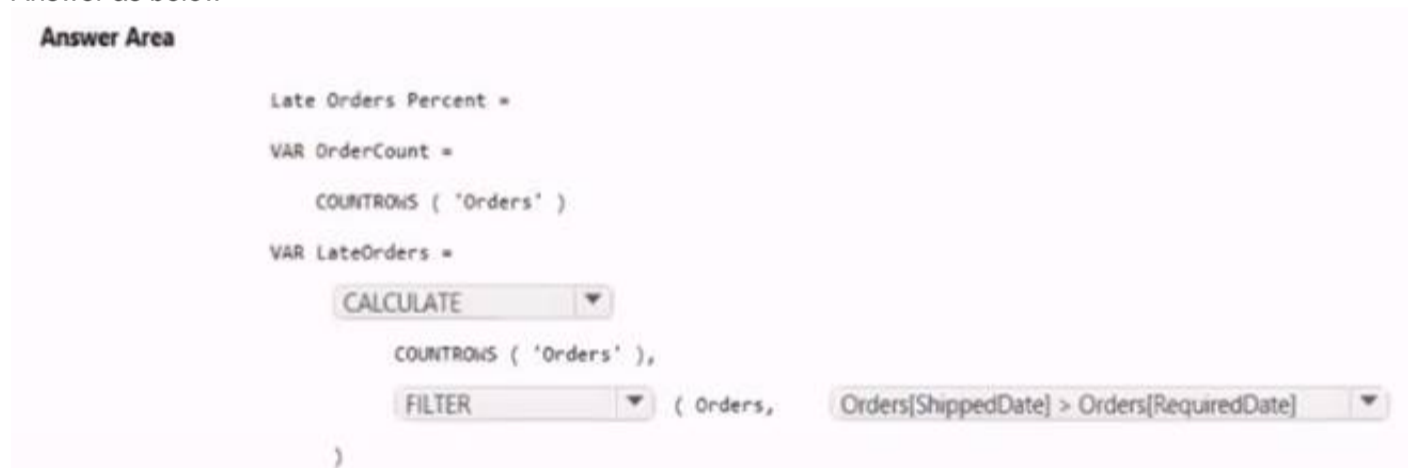 Answer Area
Late Orders Percent =
VAR OrderCount =
COUNTROWS ( 'Orders' )
VAR LateOrders =
CALCULATE
COUNTROWS ( 'Orders' ),
FILTER ( Orders, Orders[ShippedDate] > Orders[RequiredDate]
)